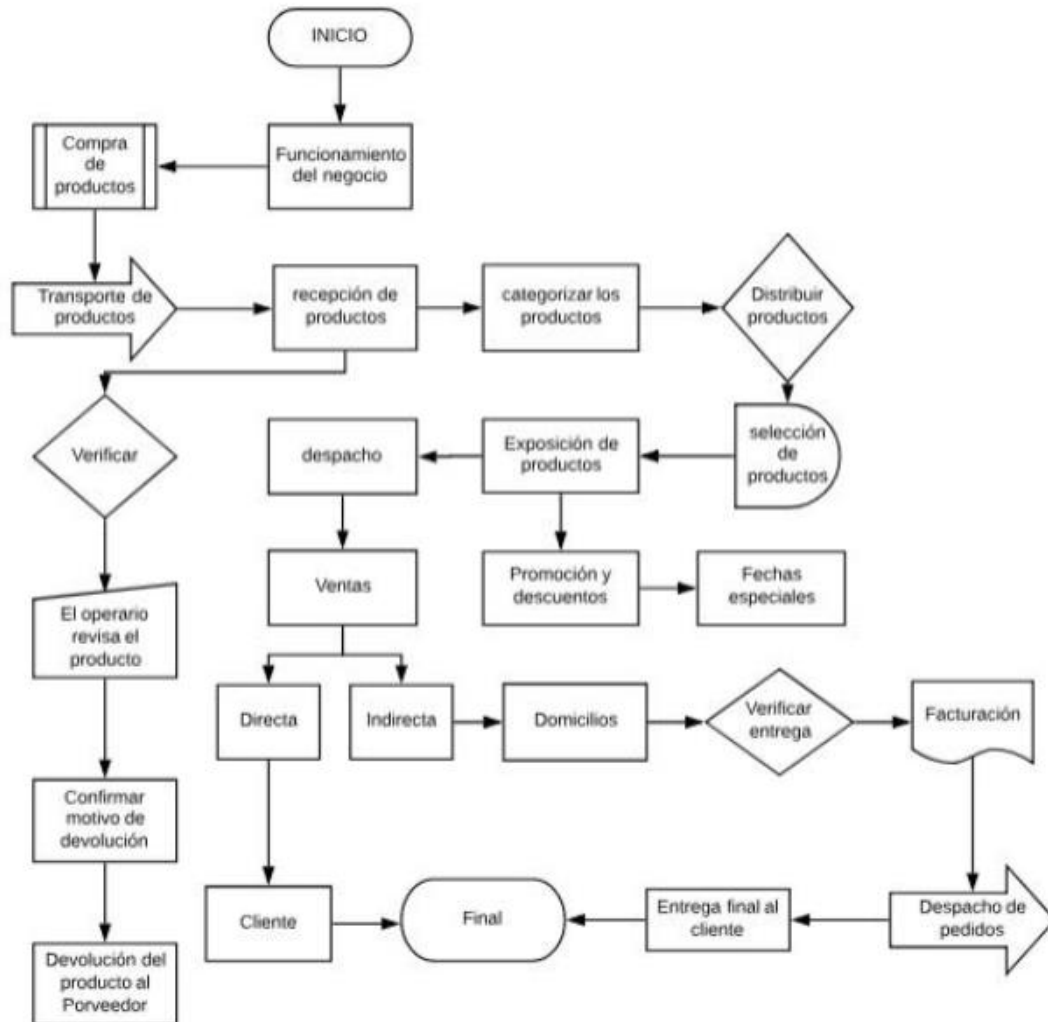 INICIO
Compra
de
productos
Funcionamiento
del negocio
Transporte de
productos
recepción de
productos
categorizar los
productos
Distribuir
productos
Verificar
despacho
Exposición de
productos
selección
de
productos
Ventas
Promoción y
descuentos
Fechas
especiales
El operario
revisa el
producto
Directa
Indirecta
Domicilios
Verificar
entrega
Facturación
Confirmar
motivo de
devolución
Cliente
Final
Entrega final al
cliente
Despacho de
pedidos
Devolución del
producto al
Porveedor